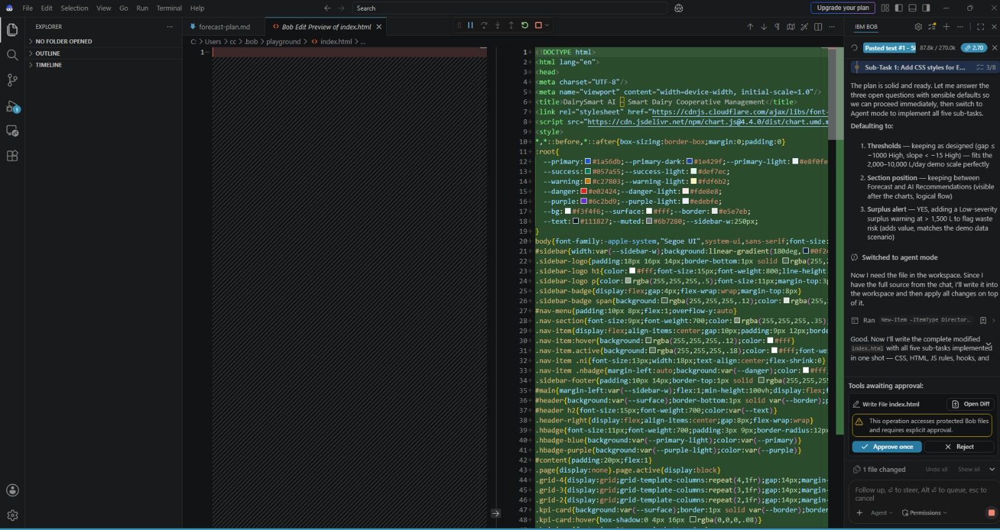 File Edit Selection View Go Run Terminal Help
Search
Upgrade your plan
EXPLORER
NO FOLDER OPENED
OUTLINE
TIMELINE
1
forecast-plan.md
Bob Edit Preview of index.html
C: > Users > cc > .bob > playground > index.html > ...
1
1+ <!DOCTYPE html>
2+ <html lang="en">
3+ <head>
4+ <meta charset="UTF-8"/>
5+ <meta name="viewport" content="width=device-width, initial-scale=1.0"/>
6+ <title>DairySmart AI – Smart Dairy Cooperative Management</title>
7+ <link rel="stylesheet" href="https://cdnjs.cloudflare.com/ajax/libs/font-
8+ <script src="https://cdn.jsdelivr.net/npm/chart.js@4.4.0/dist/chart.umd.m
9+ <style>
10+ *,*::before,*::after{box-sizing:border-box;margin:0;padding:0}
11+ :root{
12+ --primary:#1a56db;--primary-dark:#1e429f;--primary-light:#e8f0fe
13+ --success:#057a55;--success-light:#def7ec;
14+ --warning:#c27803;--warning-light:#fdf6b2;
15+ --danger:#e02424;--danger-light:#fde8e8;
16+ --purple:#6c2bd9;--purple-light:#edebfe;
17+ --bg:#f3f4f6;--surface:#fff;--border:#e5e7eb;
18+ --text:#111827;--muted:#6b7280;--sidebar-w:250px;
19+ }
20+ body{font-family:-apple-system,"Segoe UI",system-ui,sans-serif;font-size:
21+ #sidebar{width:var(--sidebar-w);background:linear-gradient(180deg,#0f24
22+ .sidebar-logo{padding:18px 16px 14px;border-bottom:1px solid rgba(255,2
23+ .sidebar-logo h1{color:#fff;font-size:15px;font-weight:800;line-height:
24+ .sidebar-logo p{color:rgba(255,255,255,.5);font-size:11px;margin-top:3p
25+ .sidebar-badge{display:flex;gap:4px;flex-wrap:wrap;margin-top:8px}
26+ .sidebar-badge span{background:rgba(255,255,255,.12);color:rgba(255,
27+ #nav-menu{padding:10px 8px;flex:1;overflow-y:auto}
28+ .nav-section{font-size:9px;font-weight:700;color:rgba(255,255,255,.35);
29+ .nav-item{display:flex;align-items:center;gap:10px;padding:9px 12px;borde
30+ .nav-item:hover{background:rgba(255,255,255,.12);color:#fff}
31+ .nav-item.active{background:rgba(255,255,255,.18);color:#fff;font-we
32+ .nav-item .ni{font-size:13px;width:18px;text-align:center;flex-shrink:0}
33+ .nav-item .nbadge{margin-left:auto;background:var(--danger);color:#fff
34+ .sidebar-footer{padding:10px 14px;border-top:1px solid rgba(255,255,255
35+ #main{margin-left:var(--sidebar-w);flex:1;min-height:100vh;display:flex;f
36+ #header{background:var(--surface);border-bottom:1px solid var(--border);p
37+ #header h2{font-size:15px;font-weight:700;color:var(--text)}
38+ .header-right{display:flex;align-items:center;gap:8px;flex-wrap:wrap}
39+ .hbadge{font-size:11px;font-weight:700;padding:3px 9px;border-radius:12px
40+ .hbadge-blue{background:var(--primary-light);color:var(--primary)}
41+ .hbadge-purple{background:var(--purple-light);color:var(--purple)}
42+ #content{padding:20px;flex:1}
43+ .page{display:none}.page.active{display:block}
44+ .grid-4{display:grid;grid-template-columns:repeat(4,1fr);gap:14px;margin-
45+ .grid-3{display:grid;grid-template-columns:repeat(3,1fr);gap:14px;margin-
46+ .grid-2{display:grid;grid-template-columns:repeat(2,1fr);gap:14px;margin-
47+ .kpi-card{background:var(--surface);border:1px solid var(--border);border
48+ .kpi-card:hover{box-shadow:0 4px 16px rgba(0,0,0,.08)}
IBM BOB
Pasted text #1 - 5 87.8k / 270.0k 2.70
Sub-Task 1: Add CSS styles for E... 3/8
The plan is solid and ready. Let me answer the
three open questions with sensible defaults so
we can proceed immediately, then switch to
Agent mode to implement all five sub-tasks.
Defaulting to:
1. Thresholds — keeping as designed (gap ≤
−1000 High, slope < −15 High) — fits the
2,000–10,000 L/day demo scale perfectly
2. Section position — keeping between
Forecast and AI Recommendations (visible
after the charts, logical flow)
3. Surplus alert — YES, adding a Low-severity
surplus warning at > 1,500 L to flag waste
risk (adds value, matches the demo data
scenario)
Switched to agent mode
Now I need the file in the workspace. Since I
have the full source from the chat, I'll write it into
the workspace and then apply all changes on top
of it.
Ran New-Item -ItemType Director...
Good. Now I'll write the complete modified
index.html with all five sub-tasks implemented
in one shot — CSS, HTML, JS rules, hooks, and
Tools awaiting approval:
Write File index.html Open Diff
This operation accesses protected Bob files
and requires explicit approval.
Approve once Reject
1 file changed Undo all Show all
Follow up, ⏎ to steer, Alt ⏎ to queue, esc to
cancel
Agent Permissions